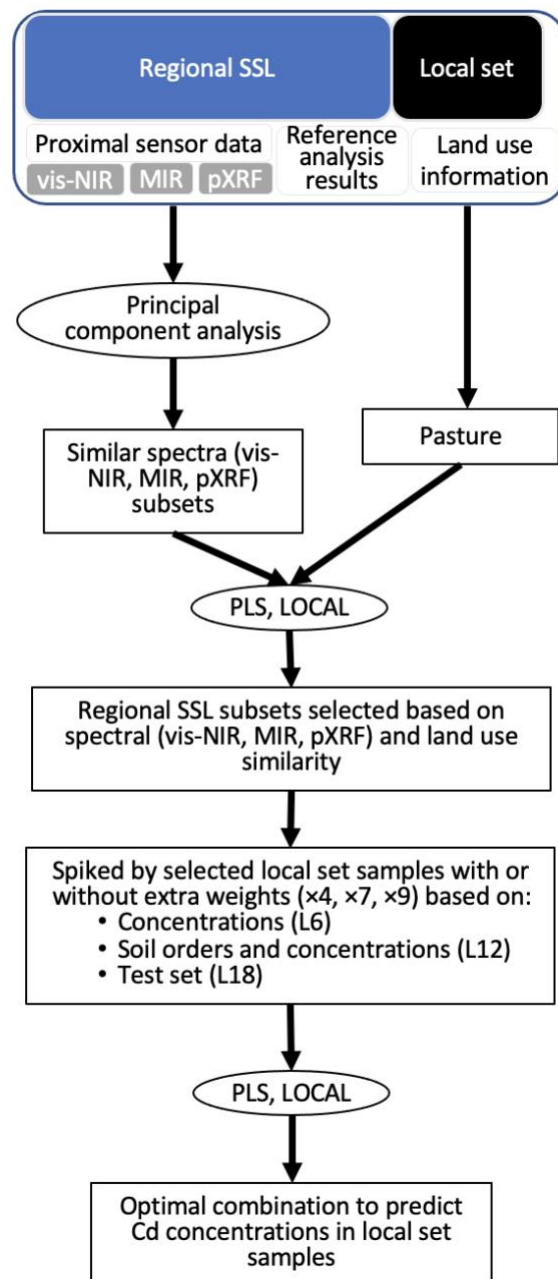 Regional SSL
Local set
Proximal sensor data
vis-NIR MIR pXRF
Reference
analysis
results
Land use
information
Principal
component analysis
Similar spectra (vis-
NIR, MIR, pXRF)
subsets
Pasture
PLS, LOCAL
Regional SSL subsets selected based on
spectral (vis-NIR, MIR, pXRF) and land use
similarity
Spiked by selected local set samples with or
without extra weights (×4, ×7, ×9) based on:
• Concentrations (L6)
• Soil orders and concentrations (L12)
• Test set (L18)
PLS, LOCAL
Optimal combination to predict
Cd concentrations in local set
samples